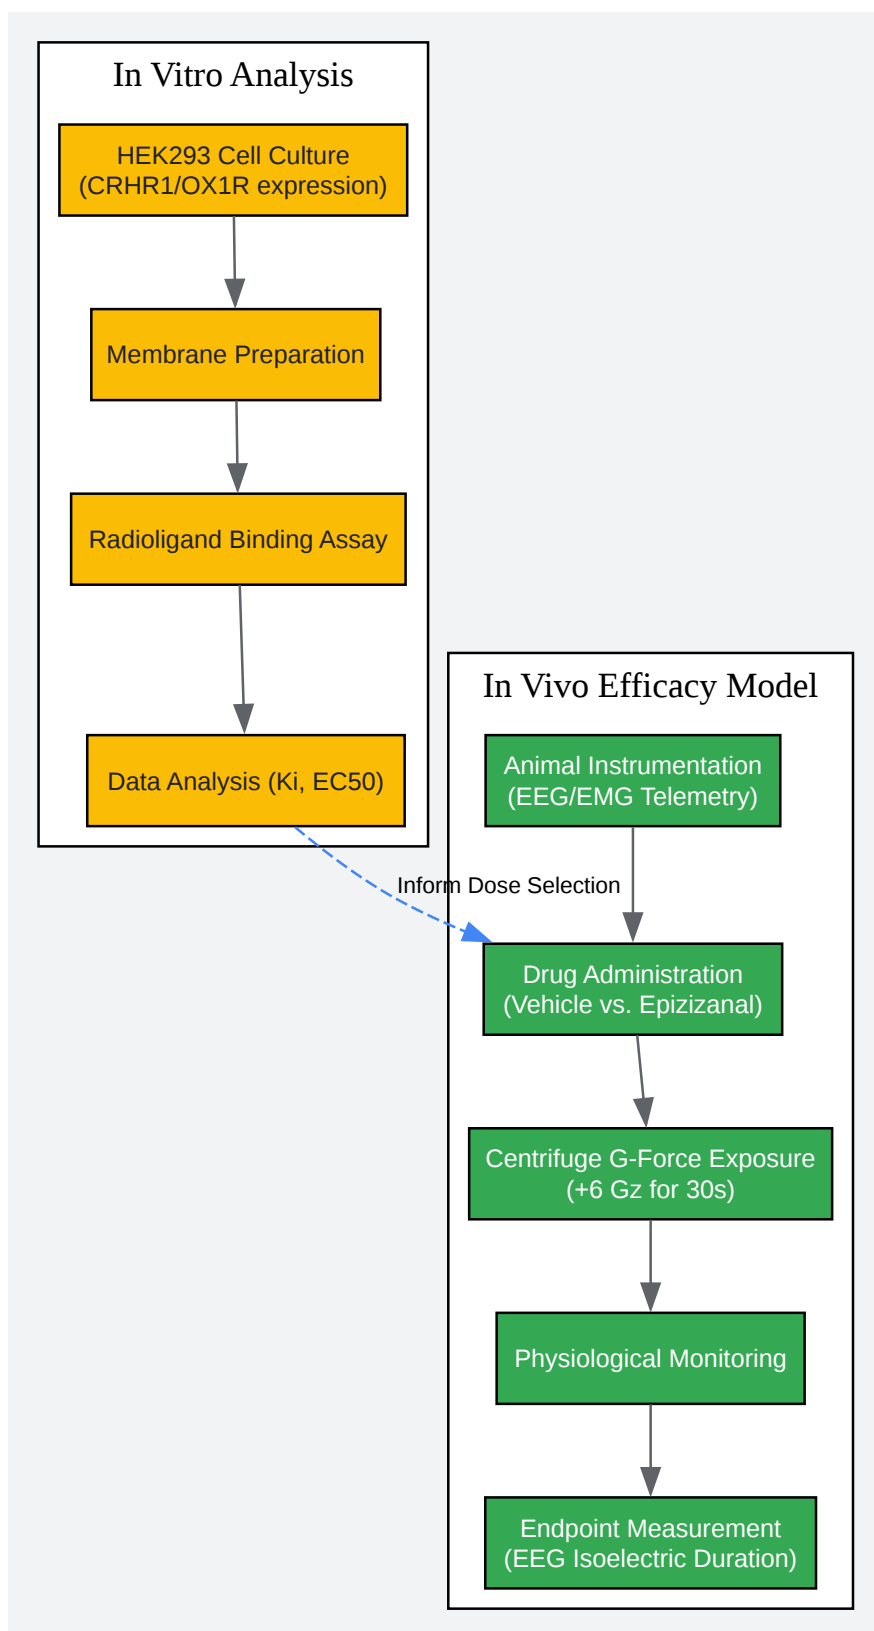 In Vitro Analysis
HEK293 Cell Culture
(CRHR1/OX1R expression)
Membrane Preparation
Radioligand Binding Assay
Data Analysis (Ki, EC50)
Inform Dose Selection
In Vivo Efficacy Model
Animal Instrumentation
(EEG/EMG Telemetry)
Drug Administration
(Vehicle vs. Epizizanal)
Centrifuge G-Force Exposure
(+6 Gz for 30s)
Physiological Monitoring
Endpoint Measurement
(EEG Isoelectric Duration)